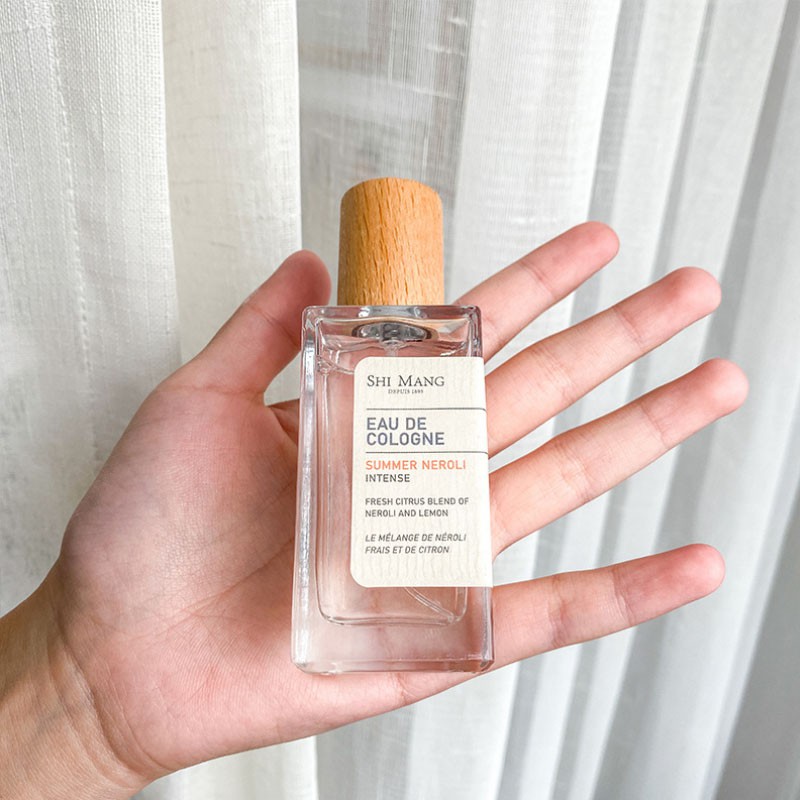 SHI MANG
DEPUIS 1895
EAU DE
COLOGNE
SUMMER NEROLI
INTENSE
FRESH CITRUS BLEND OF
NEROLI AND LEMON
LE MÉLANGE DE NÉROLI
FRAIS ET DE CITRON